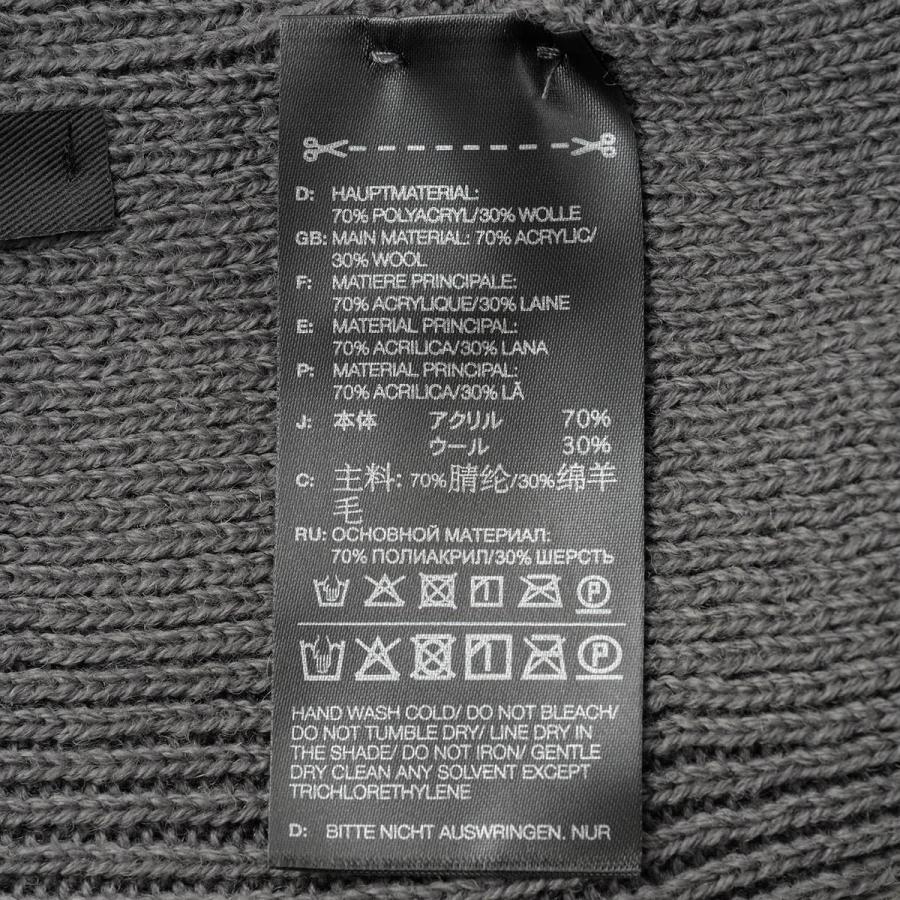 D: HAUPTMATERIAL:
70% POLYACRYL/30% WOLLE
GB: MAIN MATERIAL: 70% ACRYLIC/
30% WOOL
F: MATIERE PRINCIPALE:
70% ACRYLIQUE/30% LAINE
E: MATERIAL PRINCIPAL:
70% ACRILICA/30% LANA
P: MATERIAL PRINCIPAL:
70% ACRILICA/30% LÃ
J: 本体 アクリル 70%
ウール 30%
C: 主料: 70%腈纶/30%绵羊
毛
RU: ОСНОВНОЙ МАТЕРИАЛ:
70% ПОЛИАКРИЛ/30% ШЕРСТЬ
P
P
HAND WASH COLD/ DO NOT BLEACH/
DO NOT TUMBLE DRY/ LINE DRY IN
THE SHADE/ DO NOT IRON/ GENTLE
DRY CLEAN ANY SOLVENT EXCEPT
TRICHLORETHYLENE
D: BITTE NICHT AUSWRINGEN. NUR